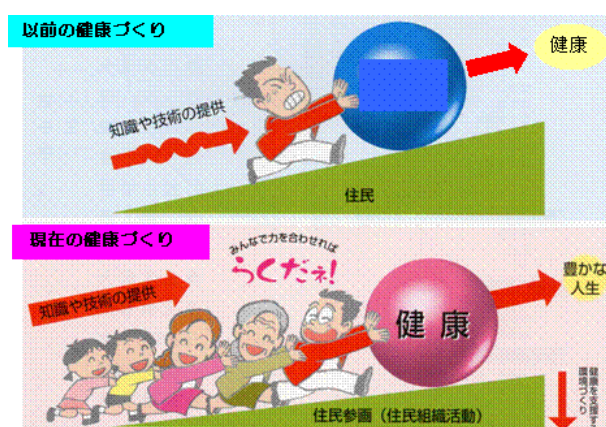 以前の健康づくり
健康
知識や技術の提供
住民
現在の健康づくり
みんなで力を合わせれば
らくだネ!
知識や技術の提供
健康
豊かな
人生
健康を支援する
環境づくり
住民参画（住民組織活動）